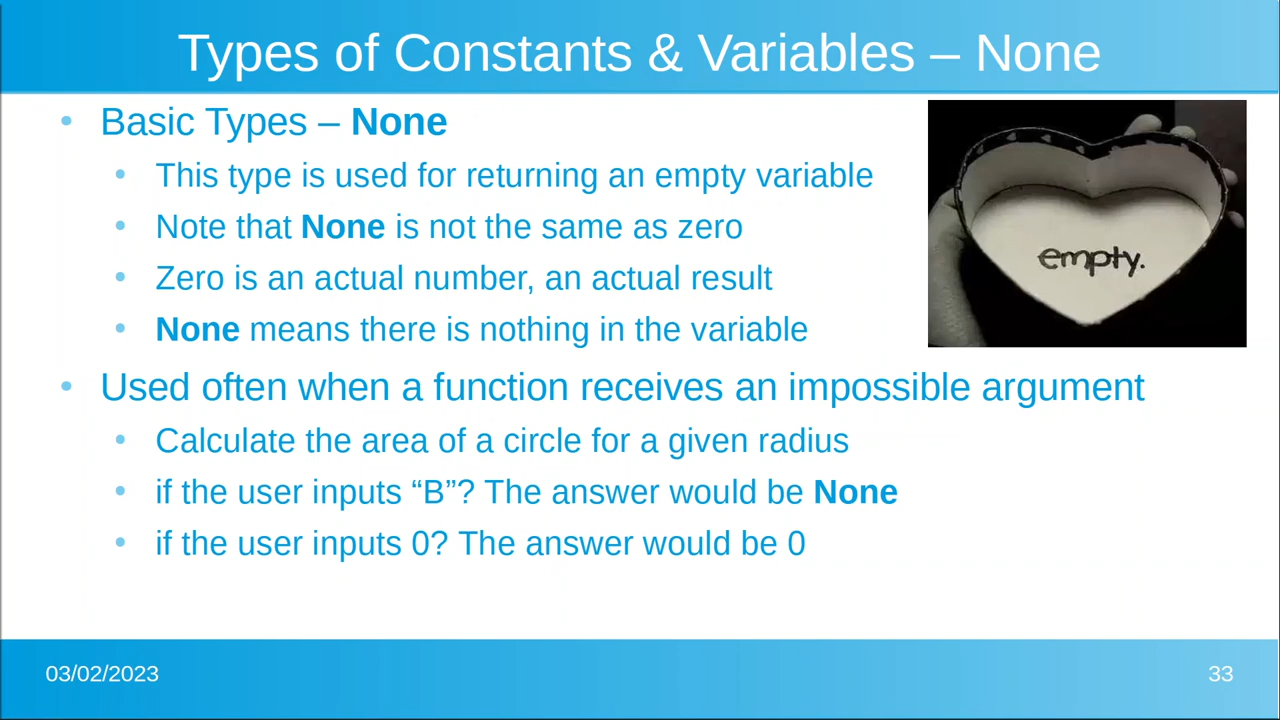 Types of Constants & Variables – None
Basic Types – None
This type is used for returning an empty variable
Note that None is not the same as zero
Zero is an actual number, an actual result
None means there is nothing in the variable
empty.
Used often when a function receives an impossible argument
Calculate the area of a circle for a given radius
if the user inputs “B”? The answer would be None
if the user inputs 0? The answer would be 0
03/02/2023
33